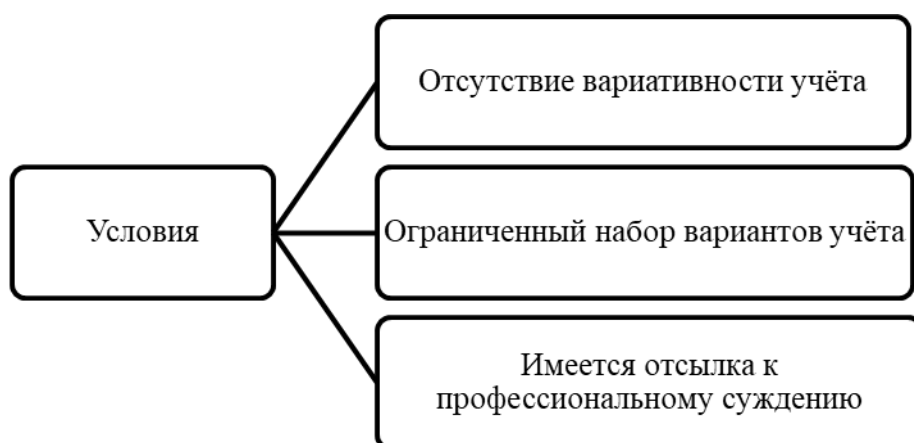 Отсутствие вариативности учёта
Условия
Ограниченный набор вариантов учёта
Имеется отсылка к
профессиональному суждению